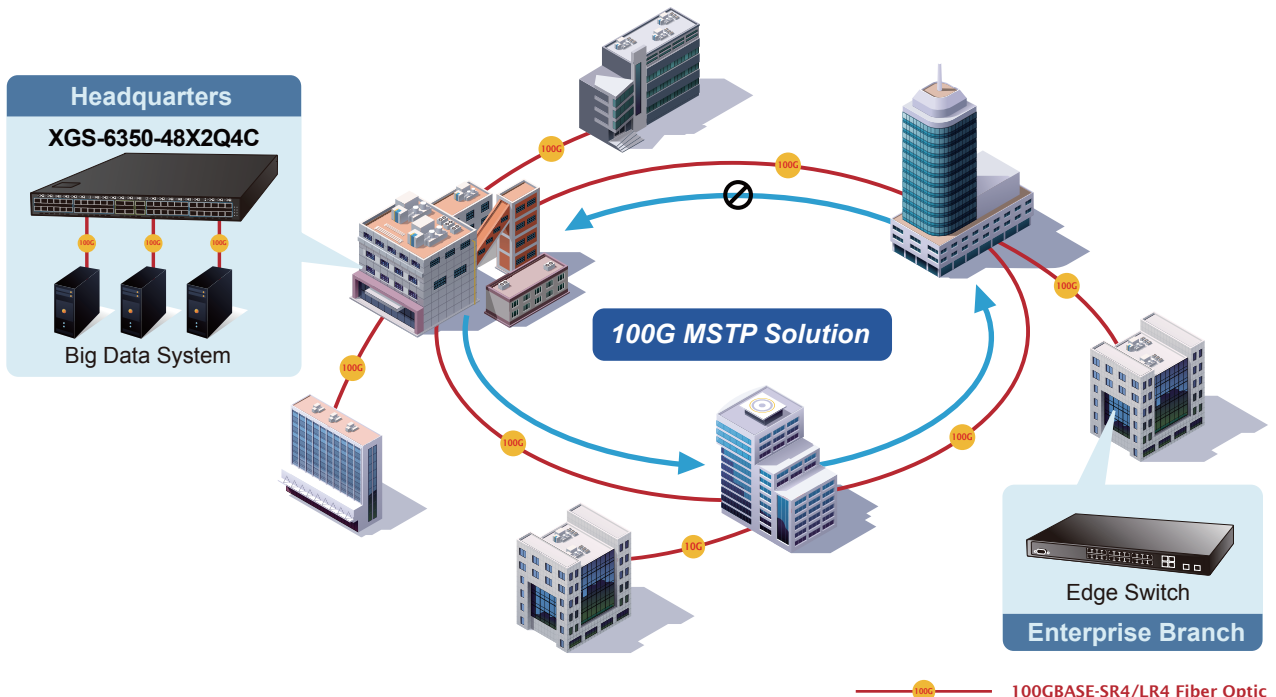 Headquarters
XGS-6350-48X2Q4C
100G
100G
100G
Big Data System
100G
100G
100G
100G
100G MSTP Solution
100G
100G
100G
10G
Edge Switch
Enterprise Branch
100G
100GBASE-SR4/LR4 Fiber Optic